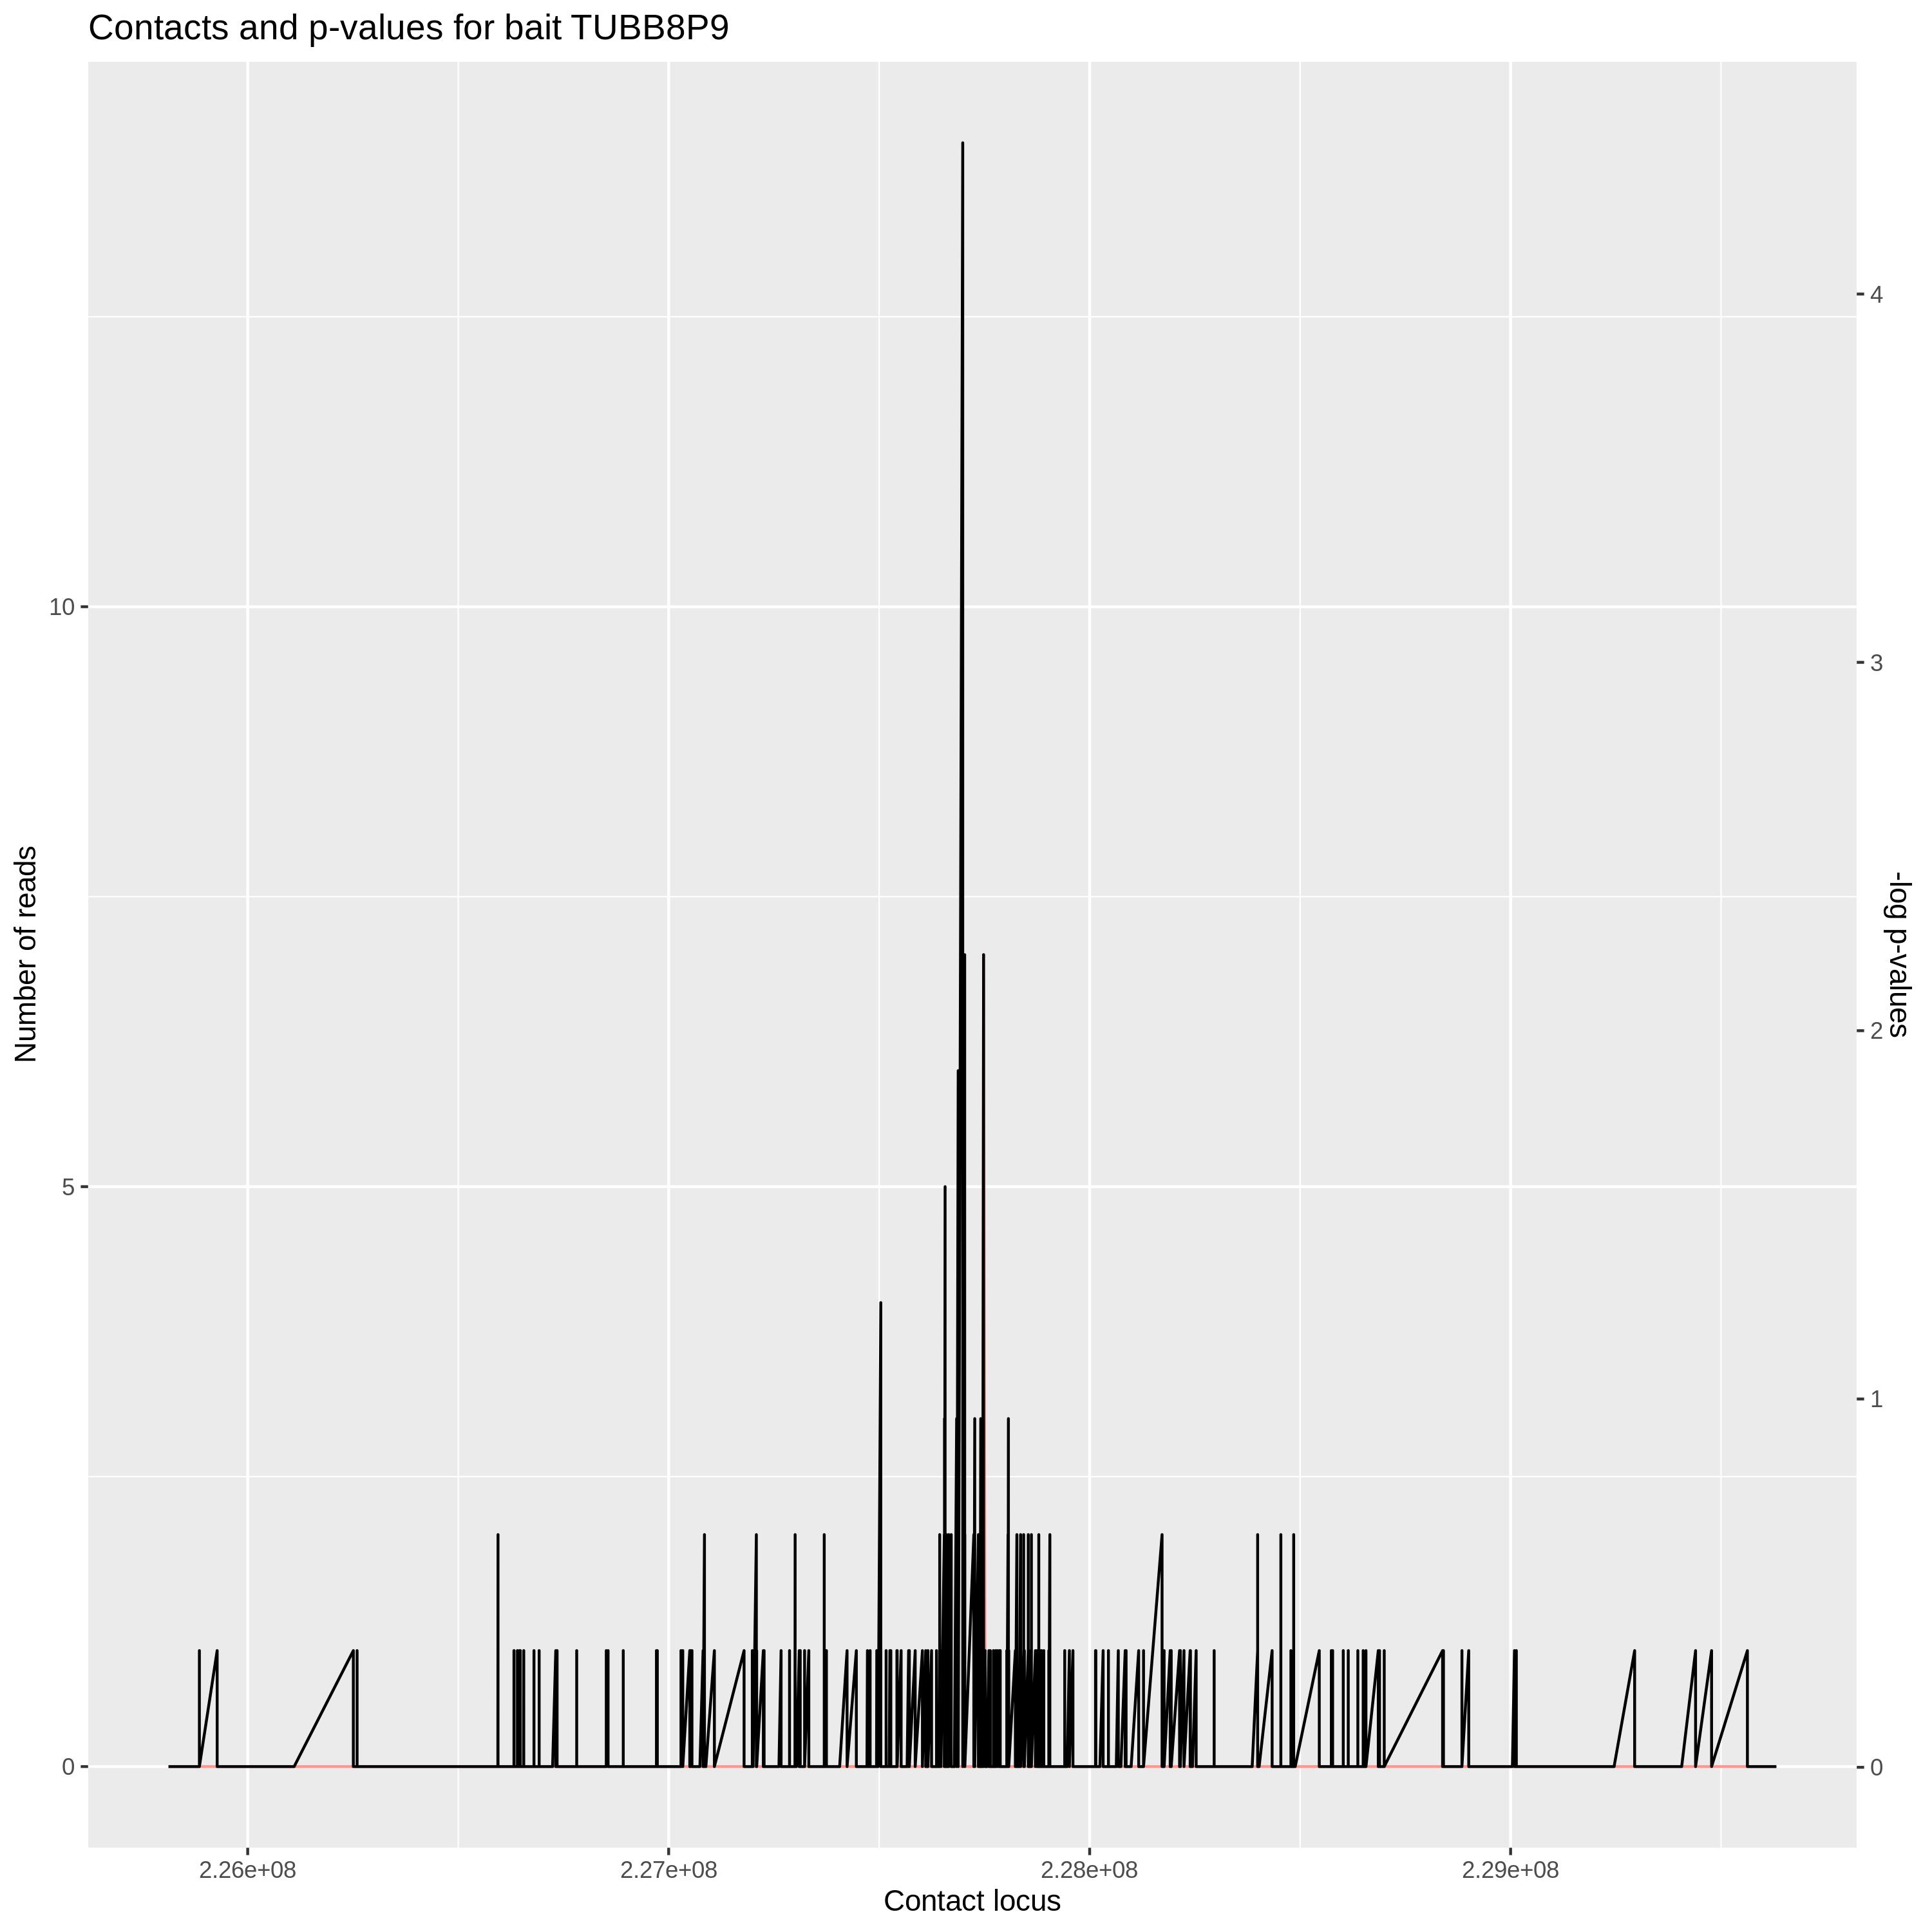 Contacts and p-values for bait TUBB8P9
Number of reads
10
5
0
4
3
2
1
0
-log p-values
2.26e+08 2.27e+08 2.28e+08 2.29e+08
Contact locus